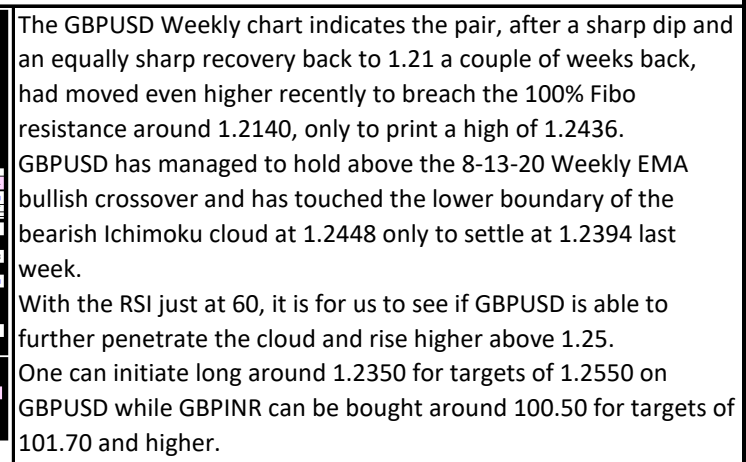 The GBPUSD Weekly chart indicates the pair, after a sharp dip and
an equally sharp recovery back to 1.21 a couple of weeks back,
had moved even higher recently to breach the 100% Fibo
resistance around 1.2140, only to print a high of 1.2436.
GBPUSD has managed to hold above the 8-13-20 Weekly EMA
bullish crossover and has touched the lower boundary of the
bearish Ichimoku cloud at 1.2448 only to settle at 1.2394 last
week.
With the RSI just at 60, it is for us to see if GBPUSD is able to
further penetrate the cloud and rise higher above 1.25.
One can initiate long around 1.2350 for targets of 1.2550 on
GBPUSD while GBPINR can be bought around 100.50 for targets of
101.70 and higher.